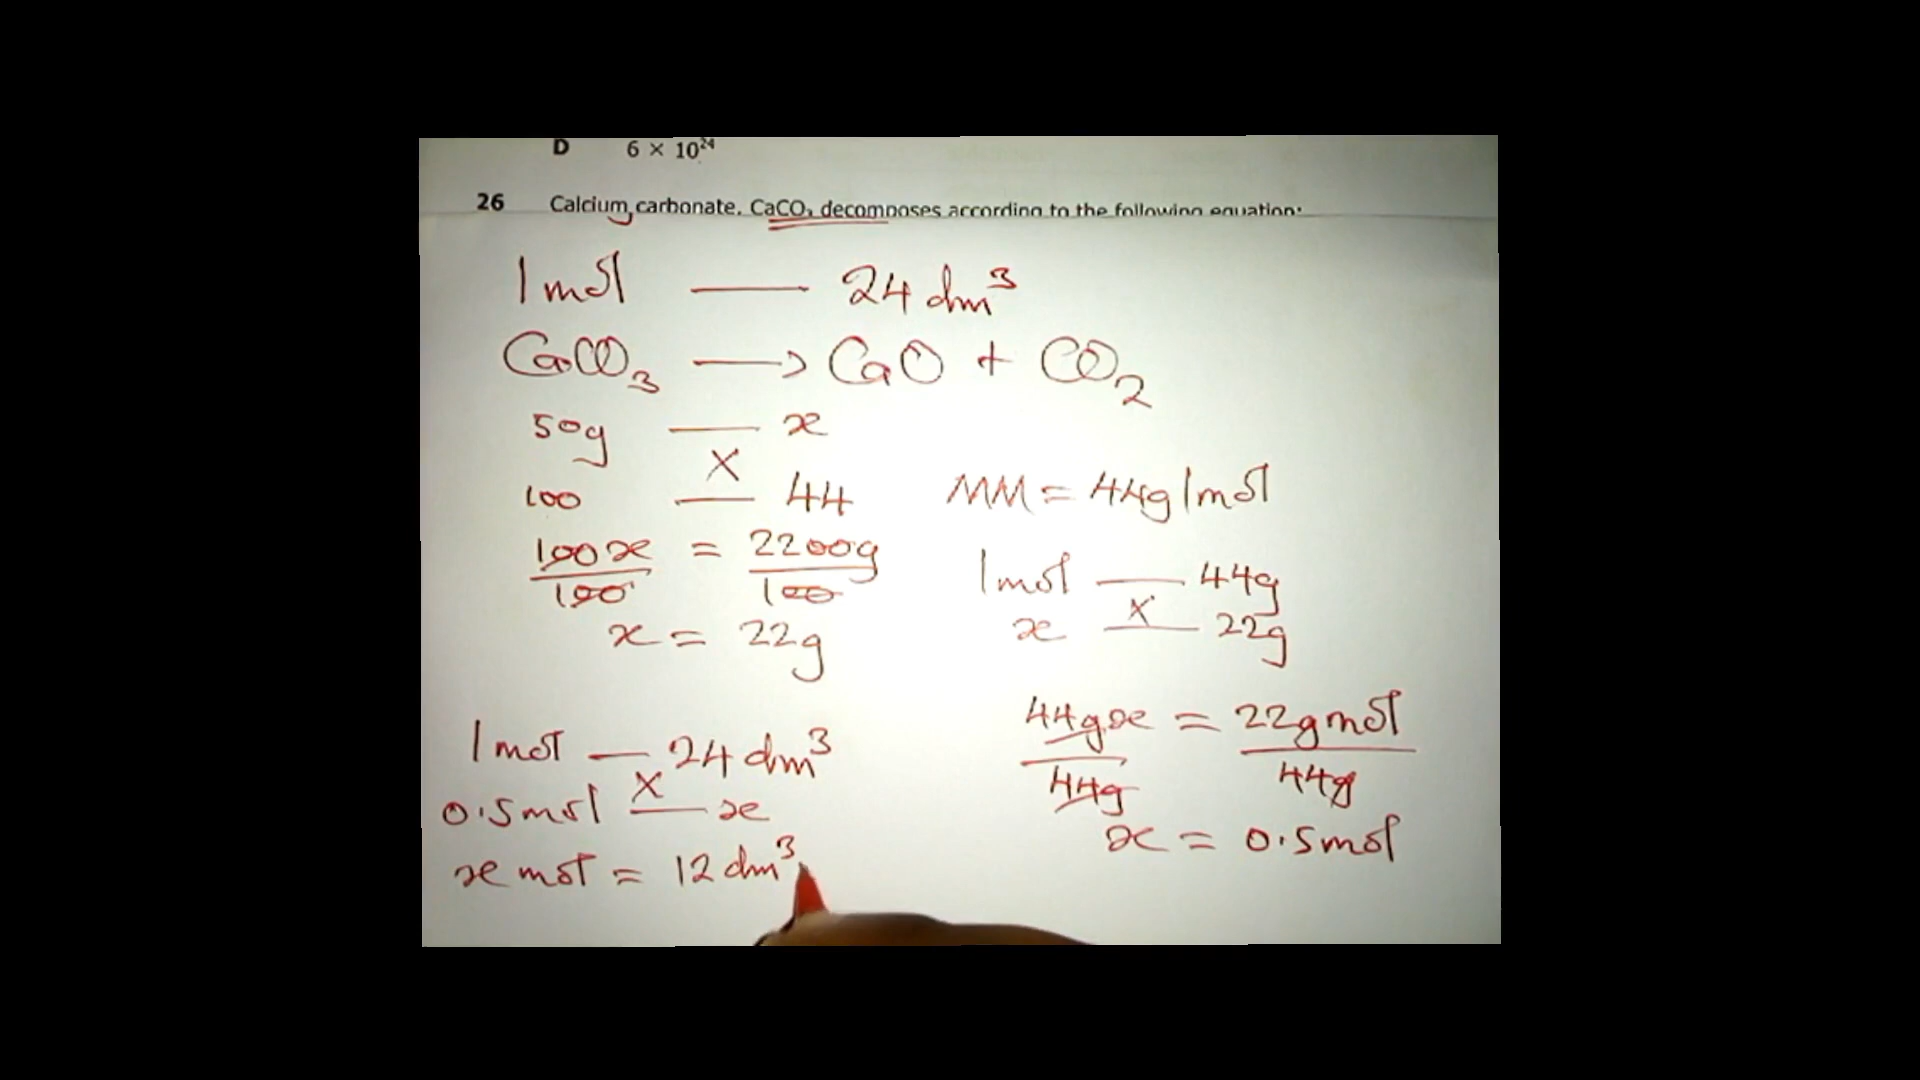 D 6 × 10²⁴
26 Calcium carbonate, CaCO₃ decomposes according to the following equation:
1 mol — 24 dm³
CaCO₃ → CaO + CO₂
50g — x
X
100 — 44
100x = 2200g
100 100
x = 22g
MM = 44g/mol
1 mol — 44g
X
x — 22g
44gx = 22g mol
44g 44g
x = 0.5 mol
1 mol — 24 dm³
X
0.5 mol — x
x mol = 12 dm³